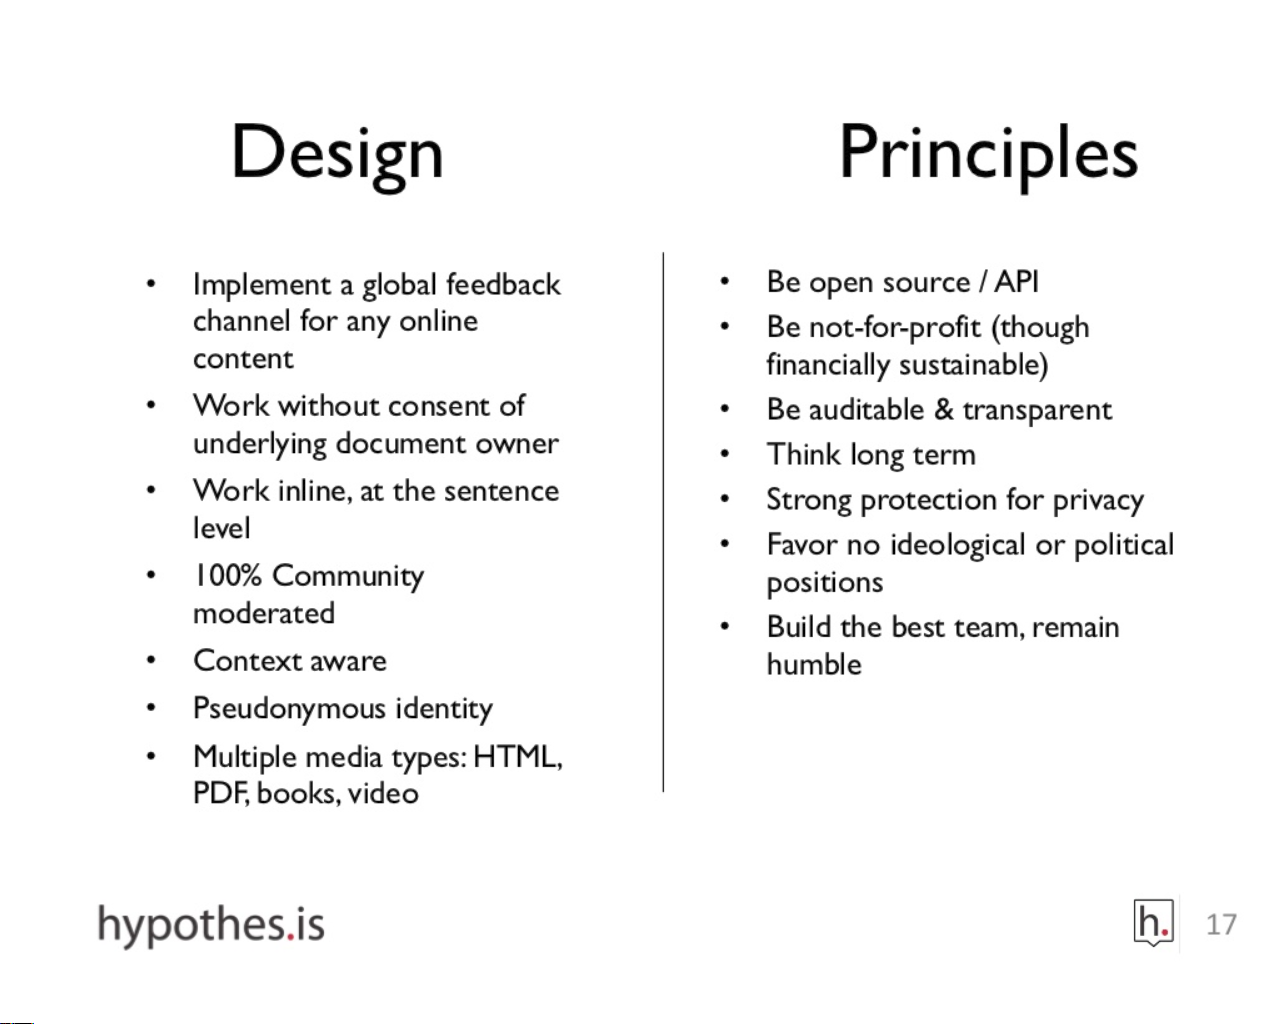 Design
• Implement a global feedback
channel for any online
content
• Work without consent of
underlying document owner
• Work inline, at the sentence
level
• 100% Community
moderated
• Context aware
• Pseudonymous identity
• Multiple media types: HTML,
PDF, books, video
Principles
• Be open source / API
• Be not-for-profit (though
financially sustainable)
• Be auditable & transparent
• Think long term
• Strong protection for privacy
• Favor no ideological or political
positions
• Build the best team, remain
humble
hypothes.is
h.
17